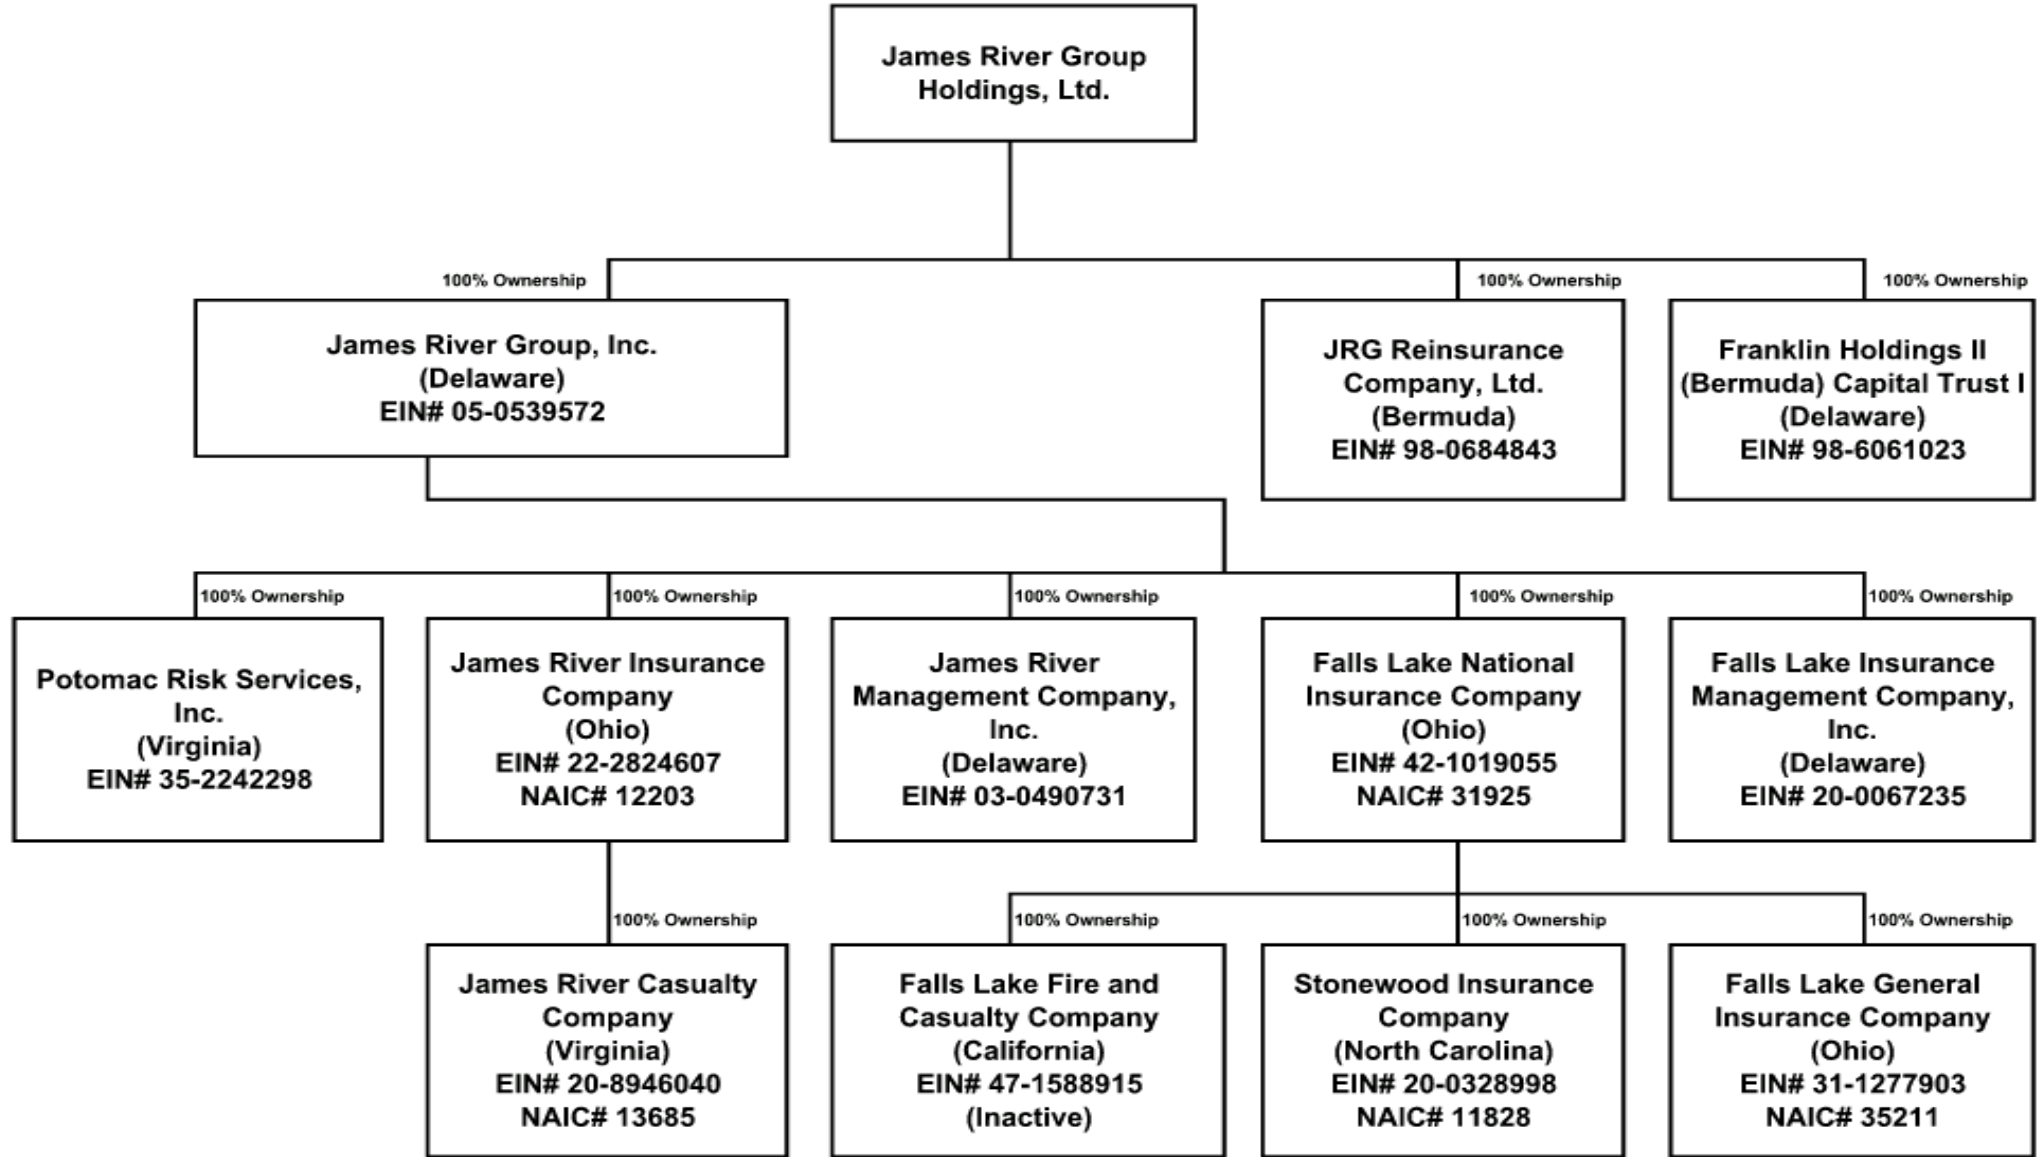 James River Group
Holdings, Ltd.
100% Ownership
100% Ownership
100% Ownership
James River Group, Inc.
(Delaware)
EIN# 05-0539572
JRG Reinsurance
Company, Ltd.
(Bermuda)
EIN# 98-0684843
Franklin Holdings II
(Bermuda) Capital Trust I
(Delaware)
EIN# 98-6061023
100% Ownership
100% Ownership
100% Ownership
100% Ownership
100% Ownership
Potomac Risk Services,
Inc.
(Virginia)
EIN# 35-2242298
James River Insurance
Company
(Ohio)
EIN# 22-2824607
NAIC# 12203
James River
Management Company,
Inc.
(Delaware)
EIN# 03-0490731
Falls Lake National
Insurance Company
(Ohio)
EIN# 42-1019055
NAIC# 31925
Falls Lake Insurance
Management Company,
Inc.
(Delaware)
EIN# 20-0067235
100% Ownership
100% Ownership
100% Ownership
100% Ownership
James River Casualty
Company
(Virginia)
EIN# 20-8946040
NAIC# 13685
Falls Lake Fire and
Casualty Company
(California)
EIN# 47-1588915
(Inactive)
Stonewood Insurance
Company
(North Carolina)
EIN# 20-0328998
NAIC# 11828
Falls Lake General
Insurance Company
(Ohio)
EIN# 31-1277903
NAIC# 35211